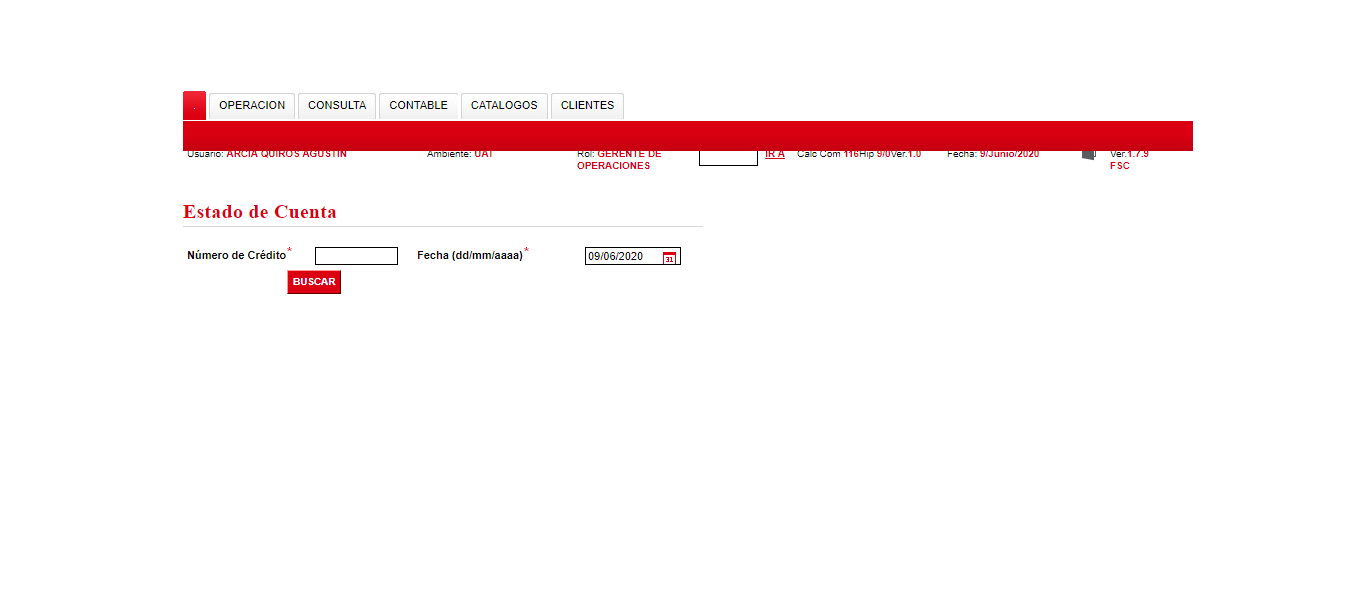 . OPERACION CONSULTA CONTABLE CATALOGOS CLIENTES
Usuario: ARCIA QUIROS AGUSTIN Ambiente: UAT Rol: GERENTE DE IR A Calc Com 116Hip 9/0Ver.1.0 Fecha: 9/Junio/2020 Ver.1.7.9
OPERACIONES FSC
Estado de Cuenta
Número de Crédito* Fecha (dd/mm/aaaa)* 09/06/2020 31
BUSCAR